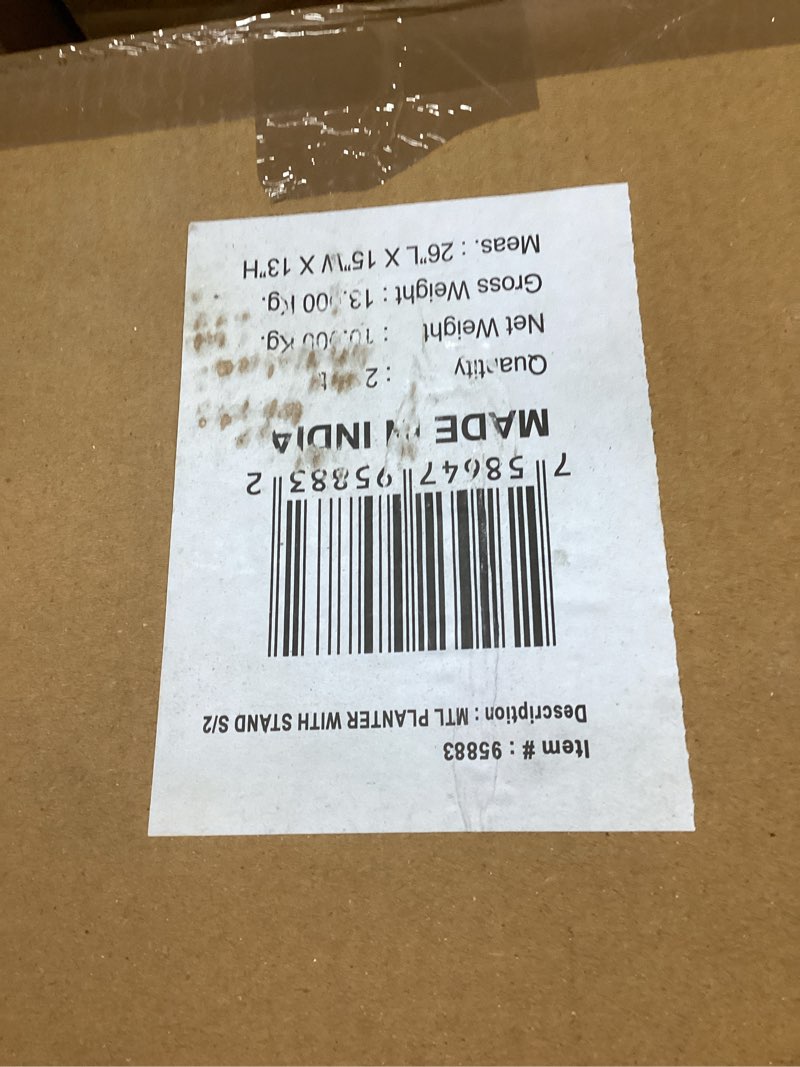 Item # : 95883
Description : MTL PLANTER WITH STAND S/2
7 58647 95883 2
MADE IN INDIA
Quantity : 2
Net Weight : Kg.
Gross Weight : Kg.
Meas. : 26"L X 15"W X 13"H